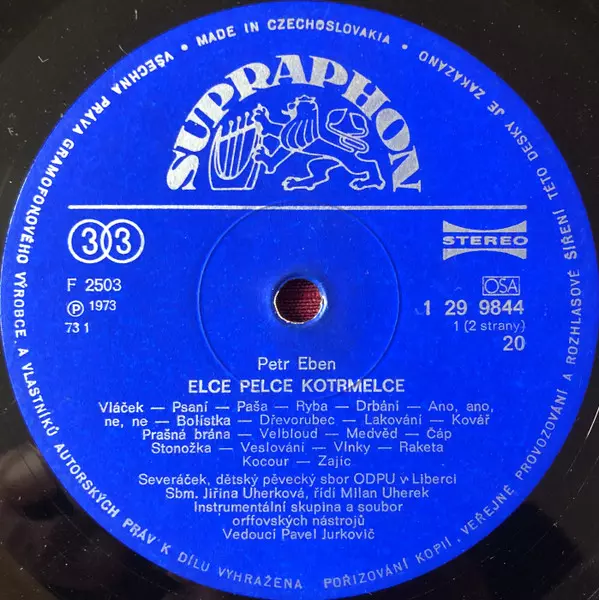 VŠECHNA PRÁVA GRAMOFONOVÉHO VÝROBCE A VLASTNÍKŮ AUTORSKÝCH PRÁV K DÍLU VYHRAŽENA POŘIZOVÁNÍ KOPIÍ, VEŘEJNÉ PROVOZOVÁNÍ A ROZHLASOVÉ ŠÍŘENÍ TÉTO DESKY JE ZAKÁZÁNO
• MADE IN CZECHOSLOVAKIA •
SUPRAPHON
33
STEREO
F 2503
Ⓟ 1973
73 1
OSA
1 29 9844
1 (2 strany)
20
Petr Eben
ELCE PELCE KOTRMELCE
Vláček — Psaní — Paša — Ryba — Drbání — Ano, ano,
ne, ne — Bolístka — Dřevorubec — Lakování — Kovář
Prašná brána — Velbloud — Medvěd — Čáp
Stonožka — Veslování — Vlnky — Raketa
Kocour — Zajíc
Severáček, dětský pěvecký sbor ODPU v Liberci
Sbm. Jiřina Uherková, řídí Milan Uherek
Instrumentální skupina a soubor
orffovských nástrojů
Vedoucí Pavel Jurkovič